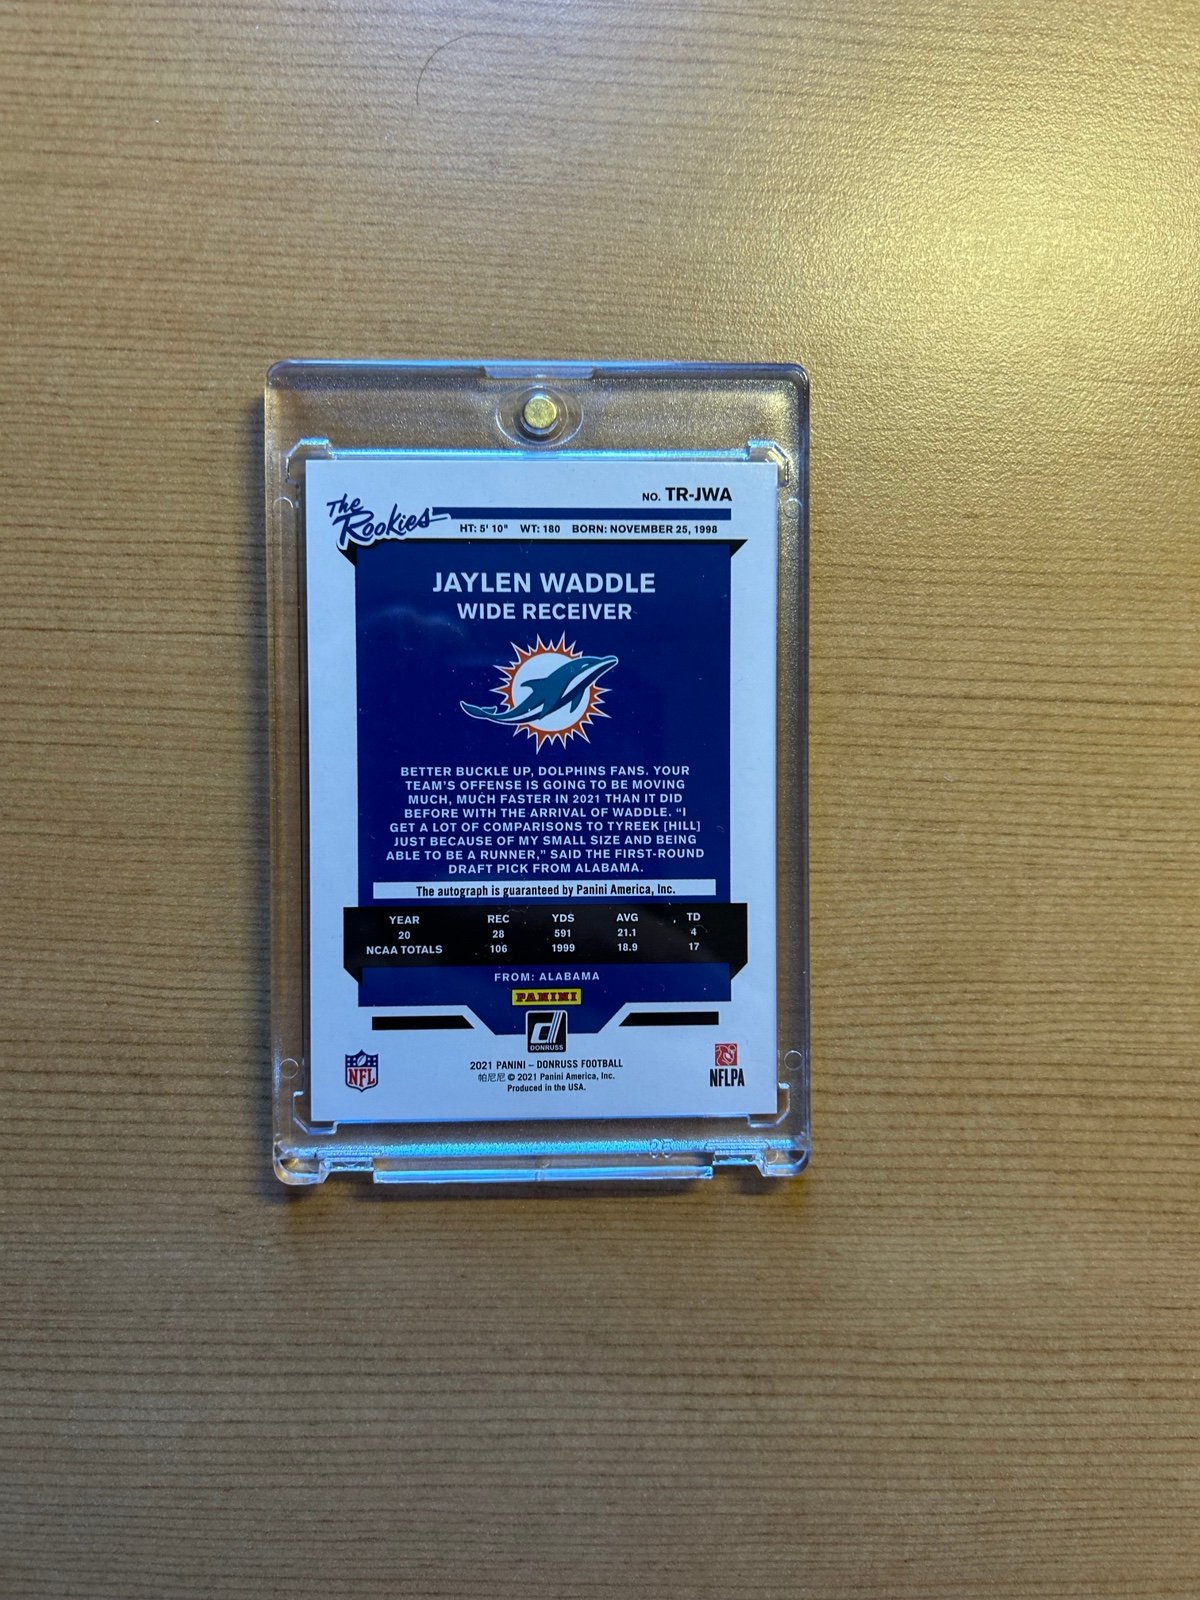 NO. TR-JWA
The
Rookies
HT: 5' 10" WT: 180 BORN: NOVEMBER 25, 1998
JAYLEN WADDLE
WIDE RECEIVER
BETTER BUCKLE UP, DOLPHINS FANS. YOUR
TEAM'S OFFENSE IS GOING TO BE MOVING
MUCH, MUCH FASTER IN 2021 THAN IT DID
BEFORE WITH THE ARRIVAL OF WADDLE. "I
GET A LOT OF COMPARISONS TO TYREEK [HILL]
JUST BECAUSE OF MY SMALL SIZE AND BEING
ABLE TO BE A RUNNER," SAID THE FIRST-ROUND
DRAFT PICK FROM ALABAMA.
The autograph is guaranteed by Panini America, Inc.
YEAR REC YDS AVG TD
20 28 591 21.1 4
NCAA TOTALS 106 1999 18.9 17
FROM: ALABAMA
PANINI
d
DONRUSS
NFL
2021 PANINI – DONRUSS FOOTBALL
帕尼尼 © 2021 Panini America, Inc.
Produced in the USA.
NFLPA